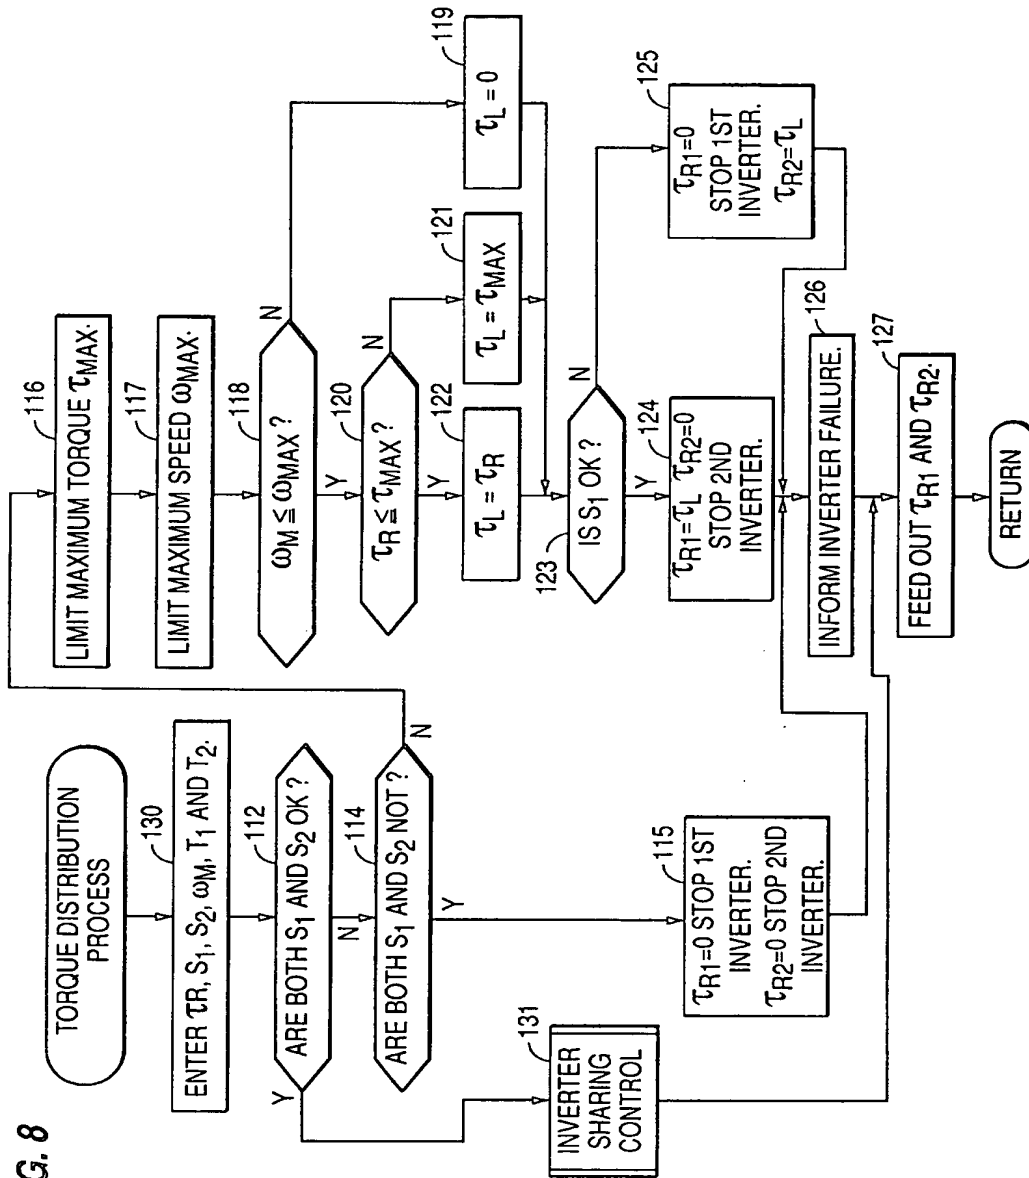 G. 8
TORQUE DISTRIBUTION
PROCESS
130
ENTER τR, S1, S2, ωM, T1 AND T2.
112
ARE BOTH S1 AND S2 OK?
Y
N
114
ARE BOTH S1 AND S2 NOT?
N
Y
131
INVERTER
SHARING
CONTROL
115
τR1=0 STOP 1ST
INVERTER.
τR2=0 STOP 2ND
INVERTER.
116
LIMIT MAXIMUM TORQUE τMAX.
117
LIMIT MAXIMUM SPEED ωMAX.
118
ωM ≦ ωMAX?
N
Y
120
τR ≦ τMAX?
N
Y
122
τL = τR
121
τL = τMAX
119
τL = 0
123
IS S1 OK?
N
Y
124
τR1=τL τR2=0
STOP 2ND
INVERTER.
125
τR1=0
STOP 1ST
INVERTER.
τR2=τL
126
INFORM INVERTER FAILURE.
127
FEED OUT τR1 AND τR2.
RETURN